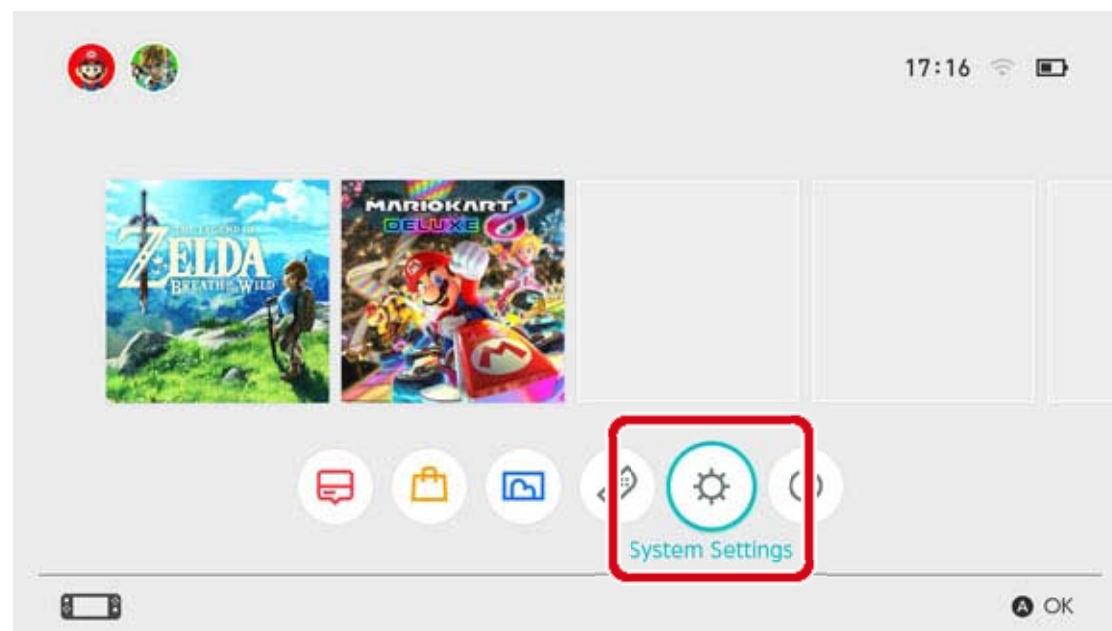 17:16
THE LEGEND OF
ZELDA
BREATH OF THE WILD
MARIOKART 8
DELUXE
System Settings
A OK